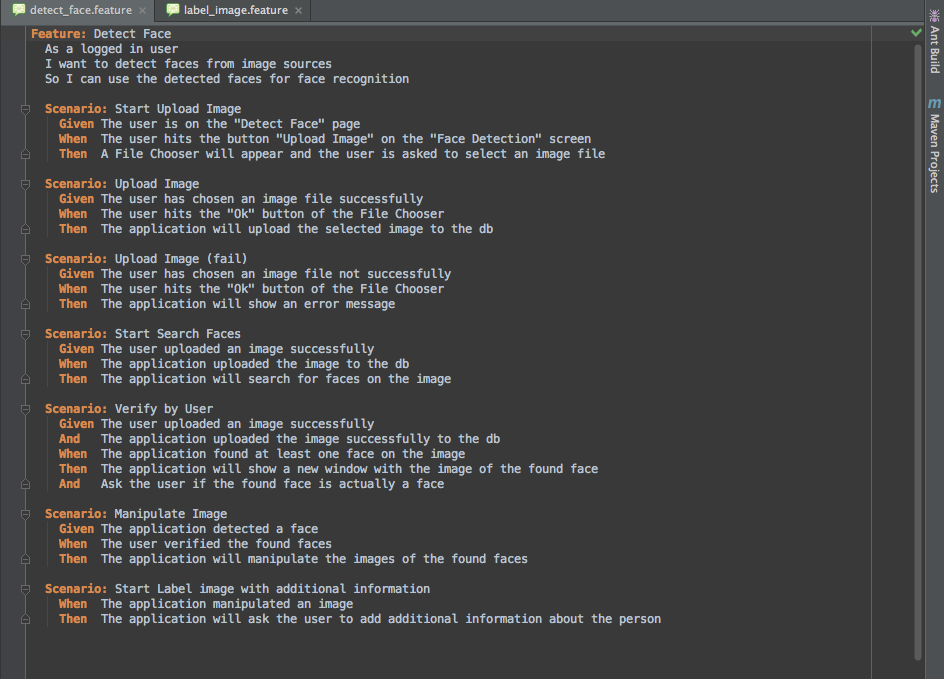 detect_face.feature
label_image.feature
Feature: Detect Face
As a logged in user
I want to detect faces from image sources
So I can use the detected faces for face recognition
Scenario: Start Upload Image
Given The user is on the "Detect Face" page
When The user hits the button "Upload Image" on the "Face Detection" screen
Then A File Chooser will appear and the user is asked to select an image file
Scenario: Upload Image
Given The user has chosen an image file successfully
When The user hits the "Ok" button of the File Chooser
Then The application will upload the selected image to the db
Scenario: Upload Image (fail)
Given The user has chosen an image file not successfully
When The user hits the "Ok" button of the File Chooser
Then The application will show an error message
Scenario: Start Search Faces
Given The user uploaded an image successfully
When The application uploaded the image to the db
Then The application will search for faces on the image
Scenario: Verify by User
Given The user uploaded an image successfully
And The application uploaded the image successfully to the db
When The application found at least one face on the image
Then The application will show a new window with the image of the found face
And Ask the user if the found face is actually a face
Scenario: Manipulate Image
Given The application detected a face
When The user verified the found faces
Then The application will manipulate the images of the found faces
Scenario: Start Label image with additional information
When The application manipulated an image
Then The application will ask the user to add additional information about the person
Ant Build
m Maven Projects